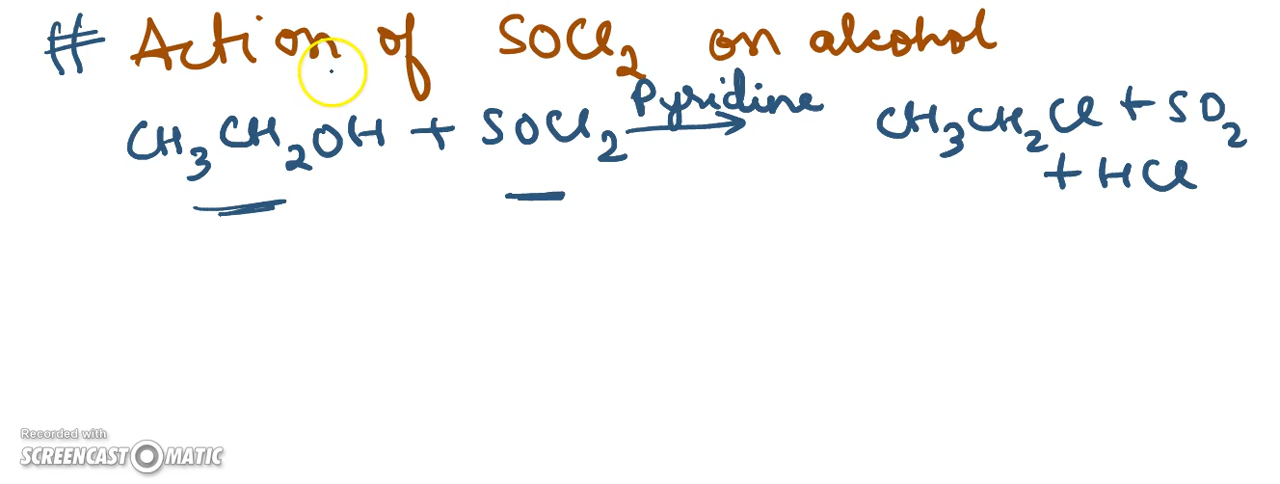 # Action of SOCl2 on alcohol
CH3CH2OH + SOCl2 Pyridine → CH3CH2Cl + SO2
+ HCl
Recorded with
SCREENCAST-O-MATIC